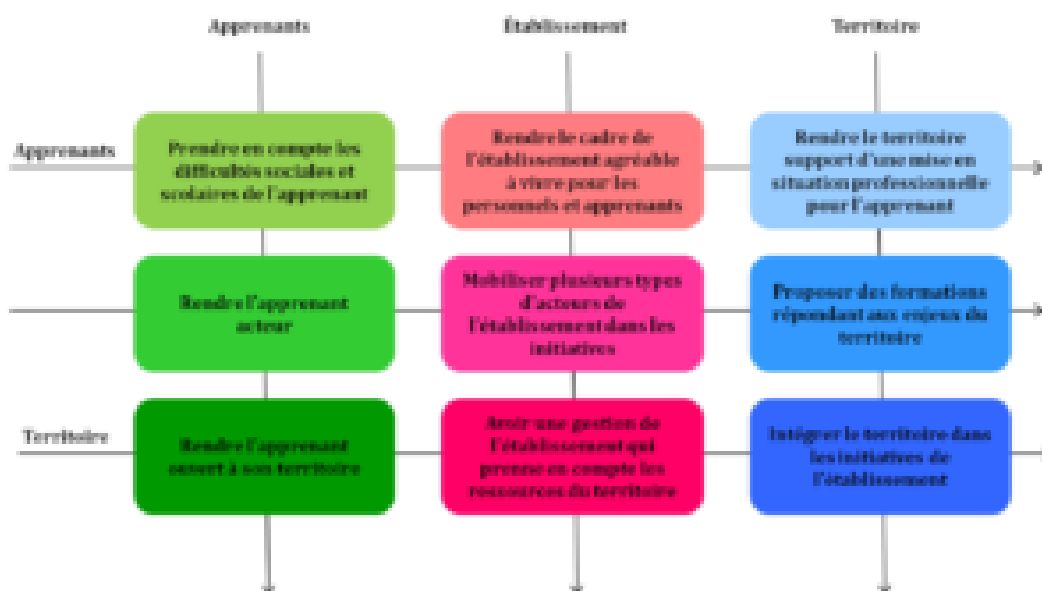 Apprenants
Établissement
Territoire
Apprenants
Prendre en compte les
difficultés sociales et
scolaires de l'apprenant
Rendre le cadre de
l'établissement agréable
à vivre pour les
personnels et apprenants
Rendre le territoire
support d'une mise en
situation professionnelle
pour l'apprenant
Rendre l'apprenant
acteur
Mobiliser plusieurs types
d'acteurs de
l'établissement dans les
initiatives
Proposer des formations
répondant aux enjeux du
territoire
Territoire
Rendre l'apprenant
ouvert à son territoire
Avoir une gestion de
l'établissement qui
prenne en compte les
ressources du territoire
Intégrer le territoire dans
les initiatives de
l'établissement